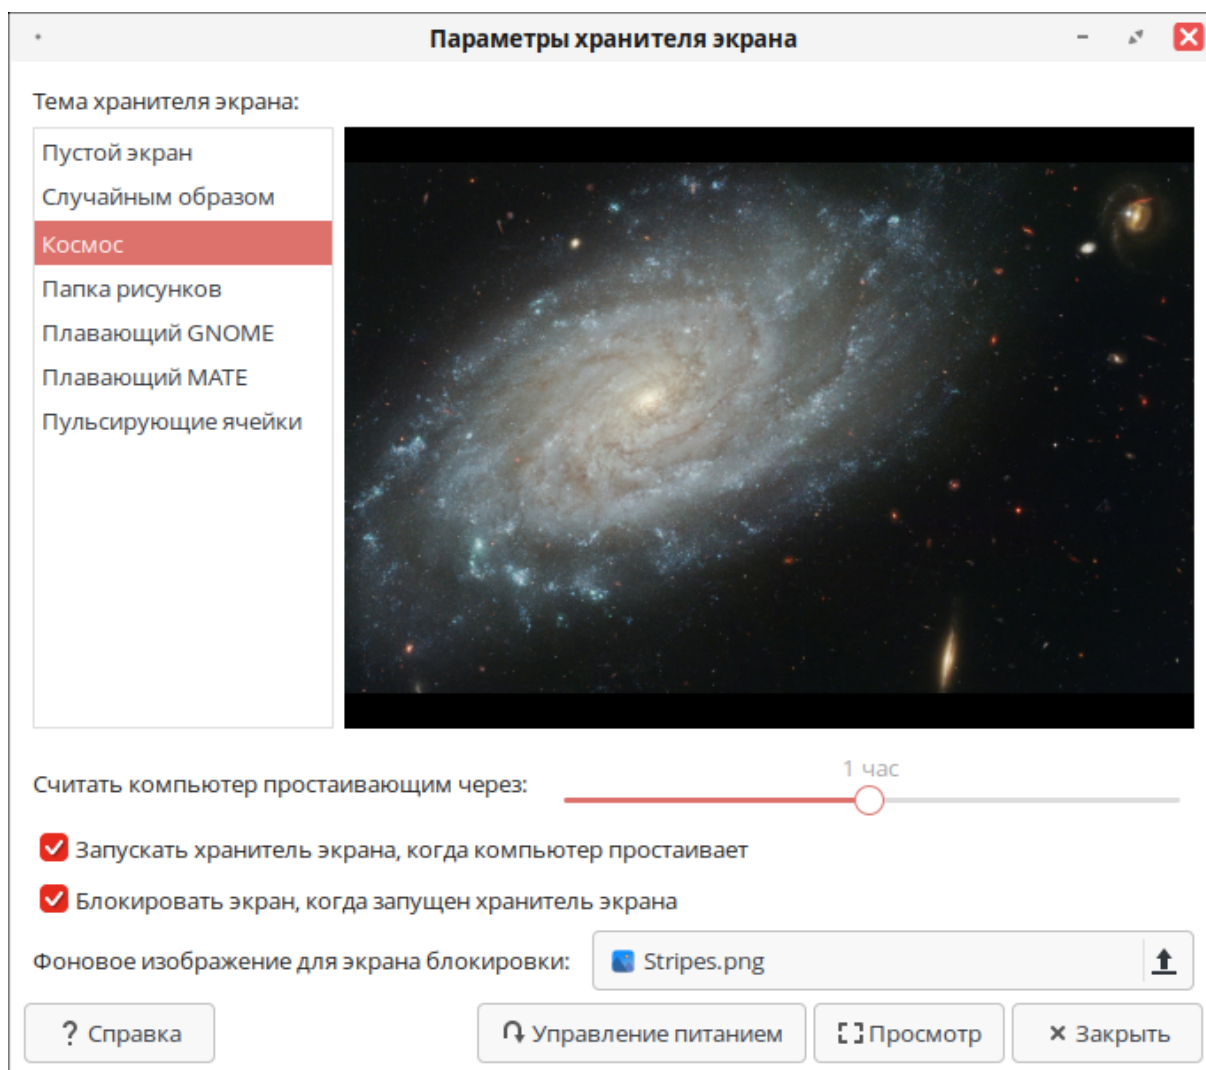 Параметры хранителя экрана
Тема хранителя экрана:
Пустой экран
Случайным образом
Космос
Папка рисунков
Плавающий GNOME
Плавающий MATE
Пульсирующие ячейки
1 час
Считать компьютер простаивающим через:
Запускать хранитель экрана, когда компьютер простаивает
Блокировать экран, когда запущен хранитель экрана
Фоновое изображение для экрана блокировки: Stripes.png
? Справка Управление питанием Просмотр Закрыть